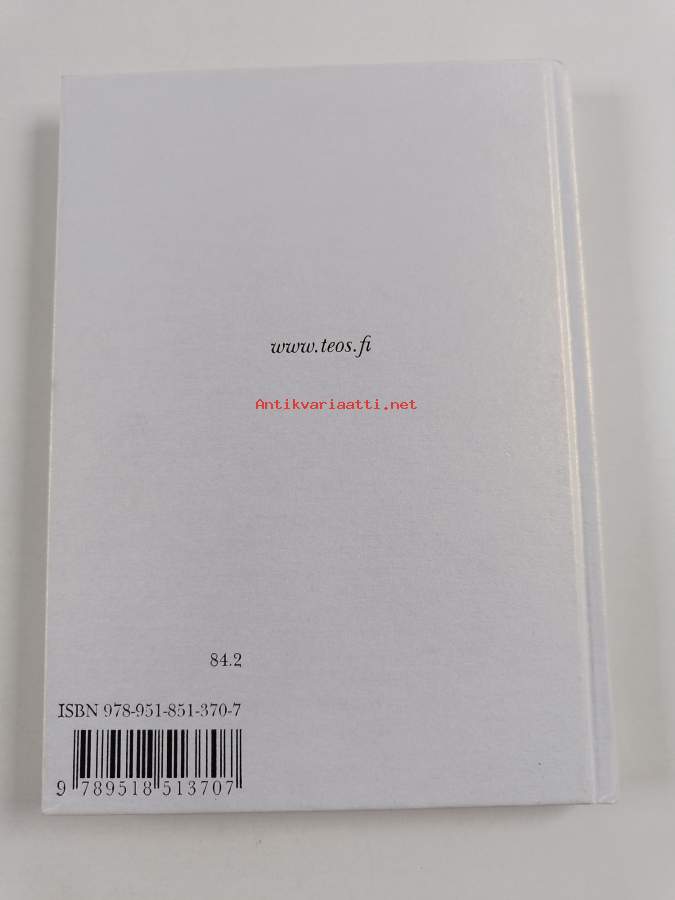 www.teos.fi
Antikvariaatti.net
84.2
ISBN 978-951-851-370-7
9 789518 513707